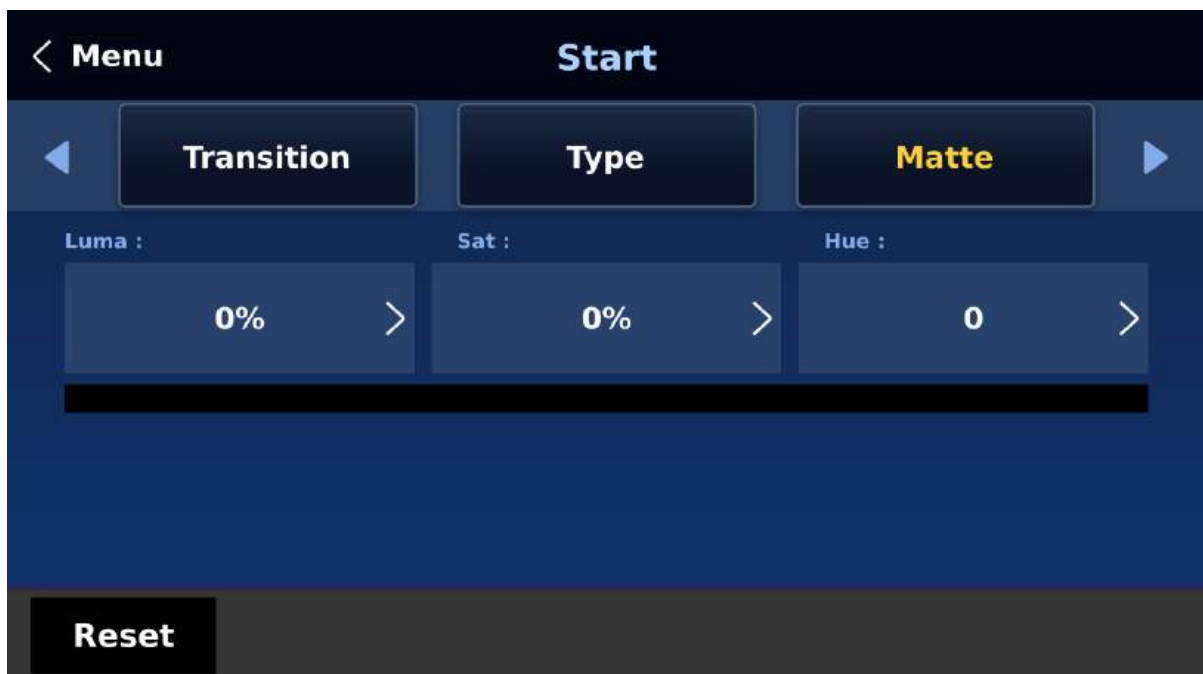 Menu
Start
Transition
Type
Matte
Luma :
Sat :
Hue :
0%
0%
0
Reset